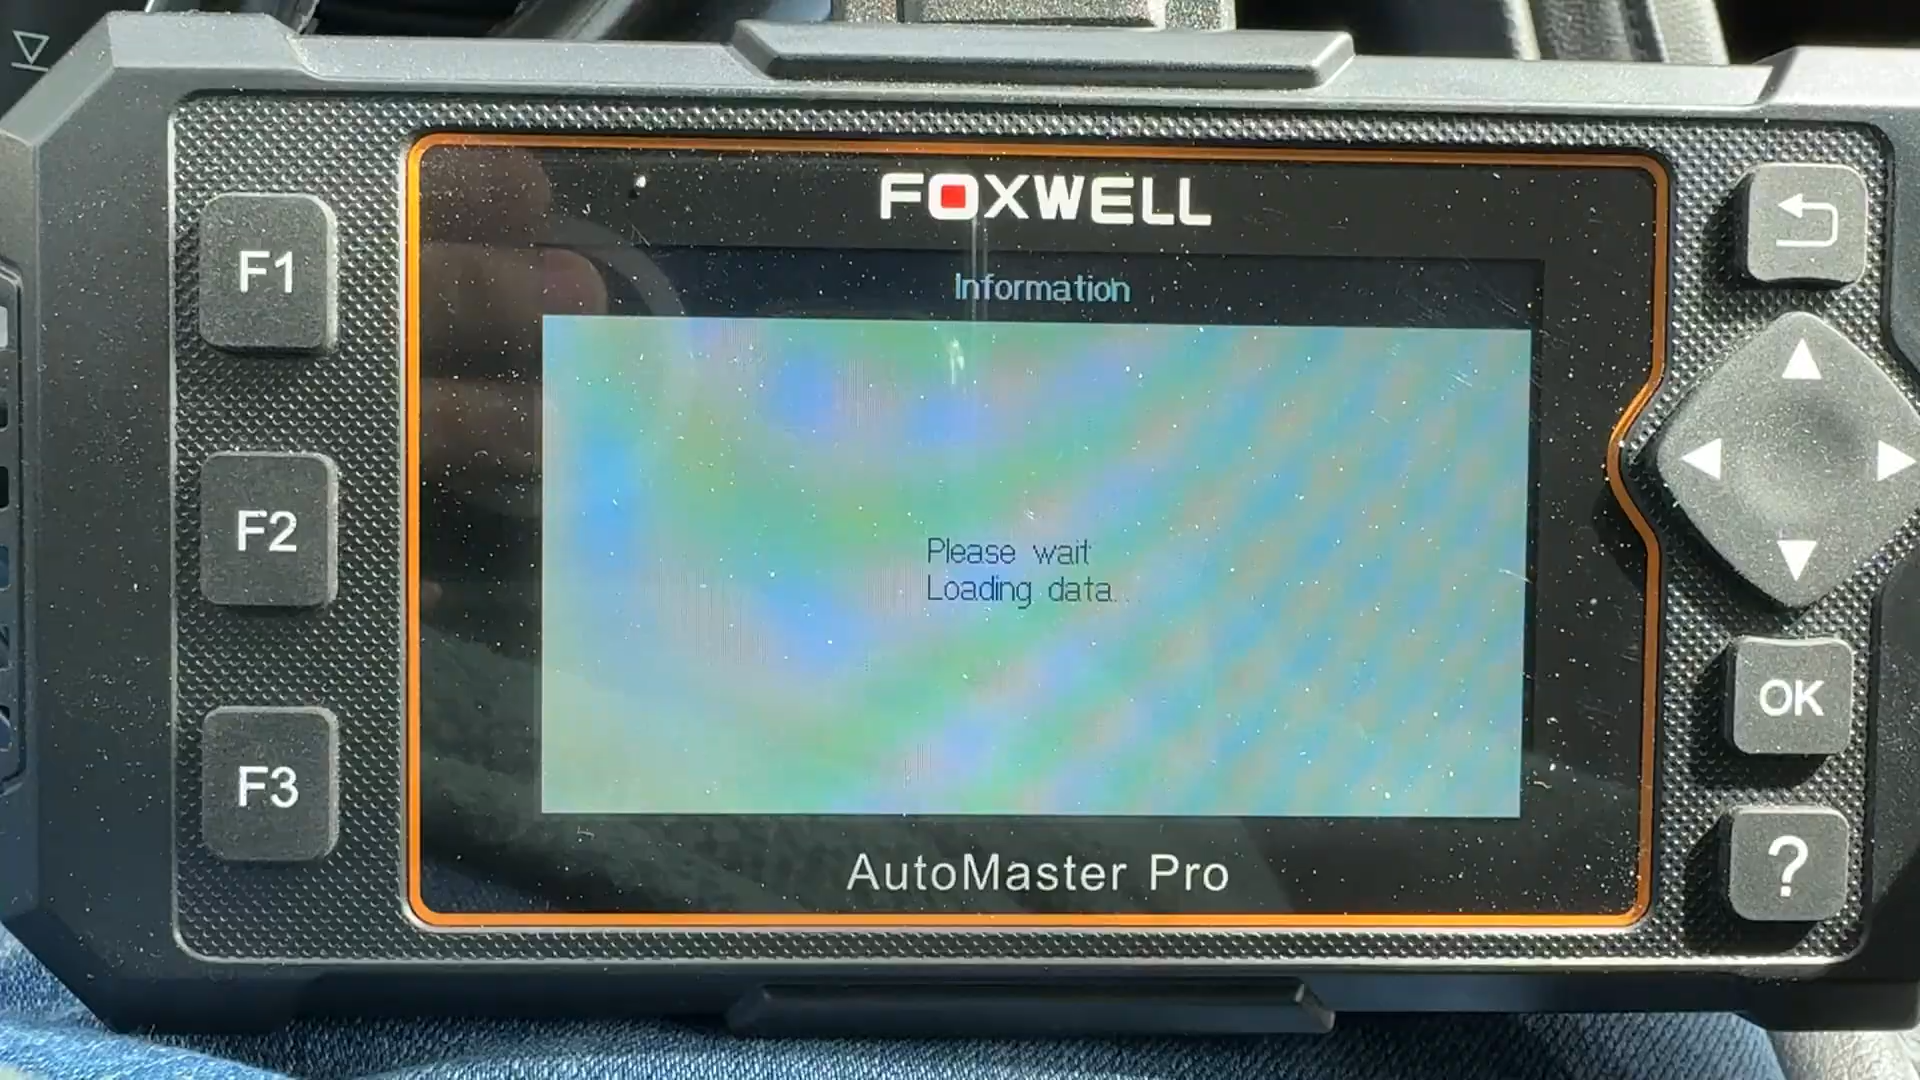 FOXWELL
Information
F1
F2
Please wait
Loading data...
OK
F3
?
AutoMaster Pro